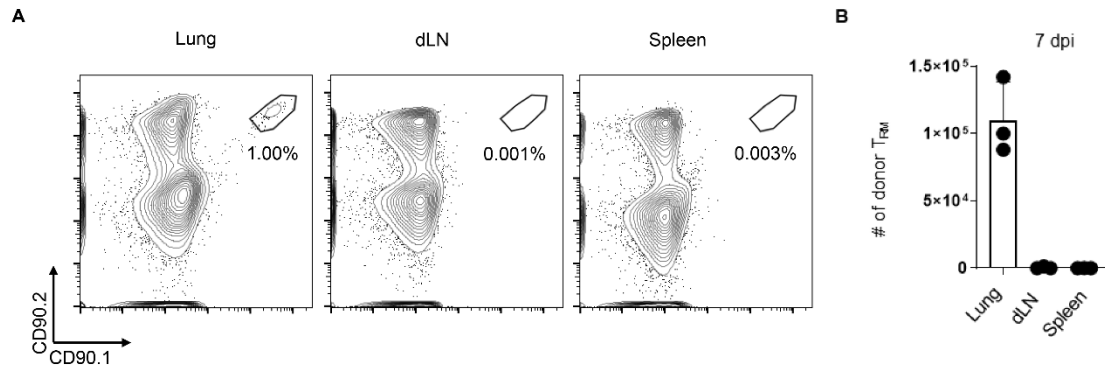 A
Lung
dLN
Spleen
1.00%
0.001%
0.003%
CD90.2
CD90.1
B
7 dpi
# of donor TRM
1.5×10⁵
1×10⁵
5×10⁴
0
Lung
dLN
Spleen